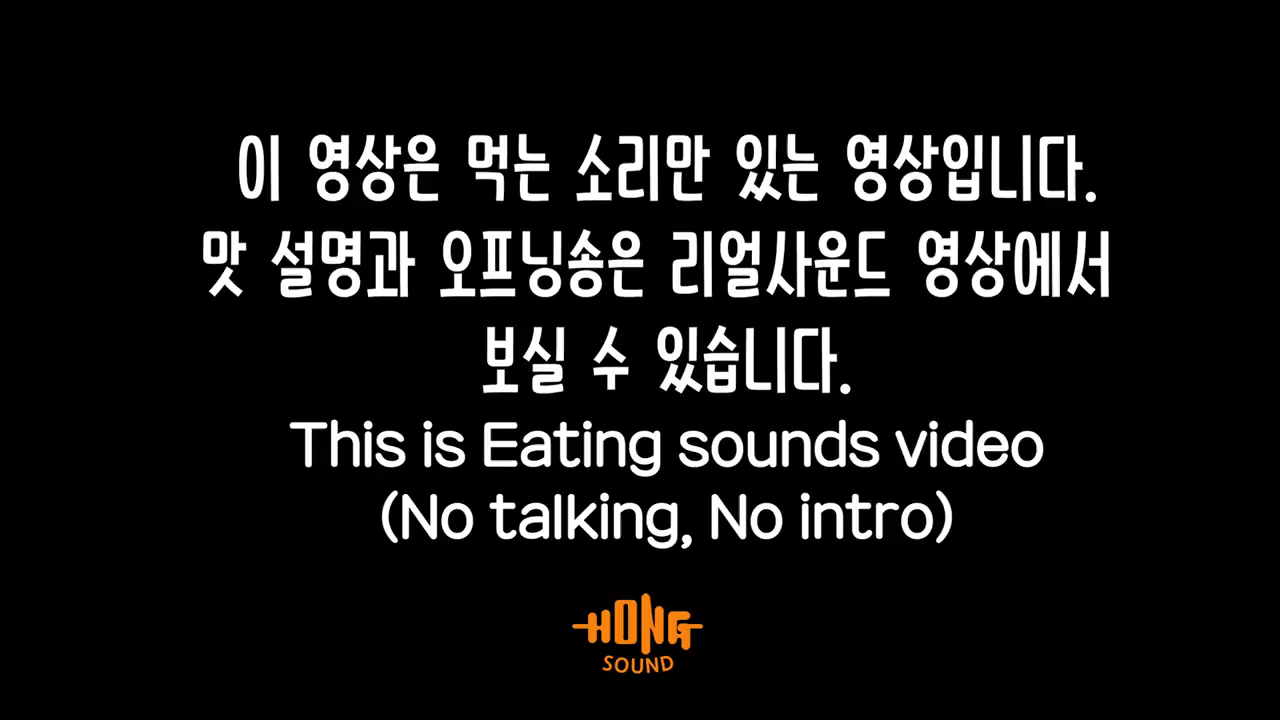 이 영상은 먹는 소리만 있는 영상입니다.
맛 설명과 오프닝송은 리얼사운드 영상에서
보실 수 있습니다.
This is Eating sounds video
(No talking, No intro)
HONG
SOUND